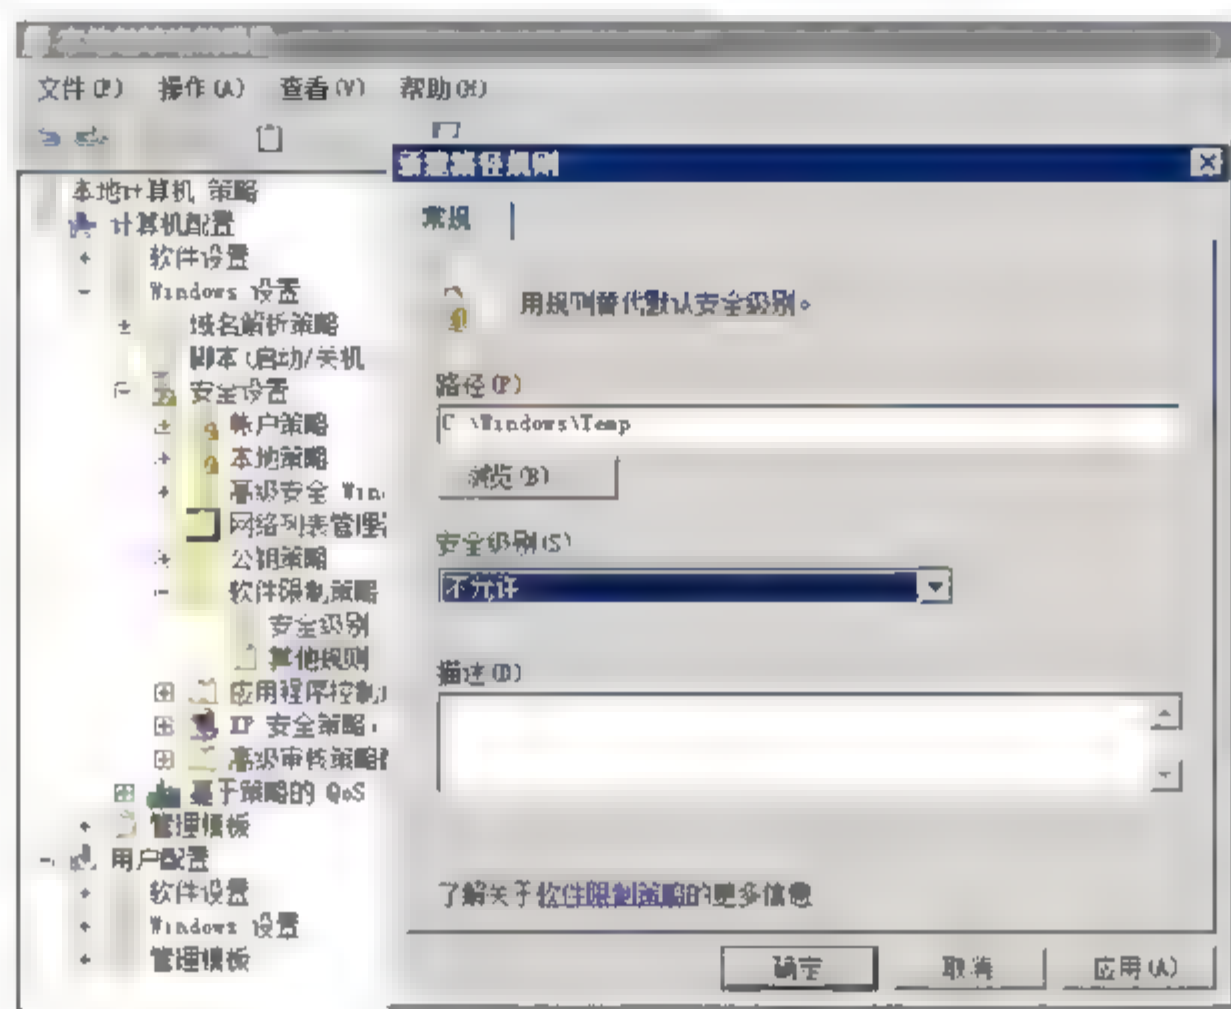 文件(F) 操作(A) 查看(V) 帮助(H)
本地计算机 策略
计算机配置
软件设置
Windows 设置
域名解析策略
脚本(启动/关机
安全设置
帐户策略
本地策略
高级安全 Win
网络列表管理
公钥策略
软件限制策略
安全级别
其他规则
应用程序控制
IP 安全策略
高级审核策略
基于策略的 QoS
管理模板
用户配置
软件设置
Windows 设置
管理模板
新建路径规则
常规
用规则替代默认安全级别。
路径(P)
C:\Windows\Temp
浏览(B)
安全级别(S)
不允许
描述(D)
了解关于软件限制策略的更多信息
确定 取消 应用(A)